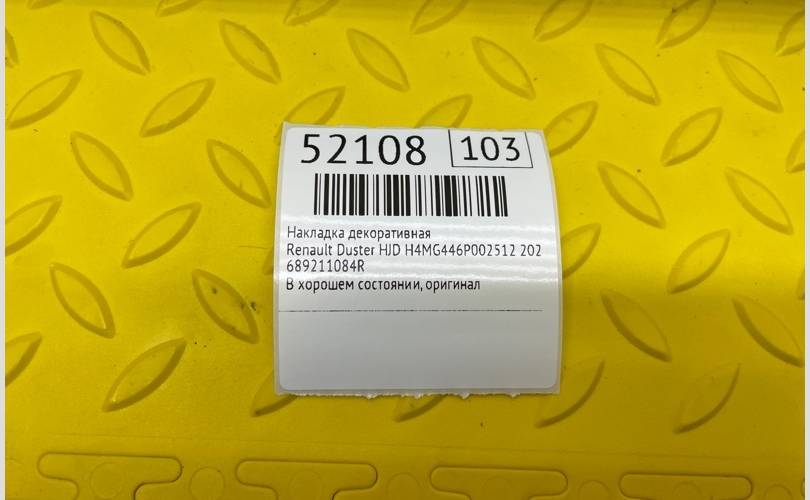 52108 103
Накладка декоративная
Renault Duster HJD H4MG446P002512 202
689211084R
В хорошем состоянии, оригинал